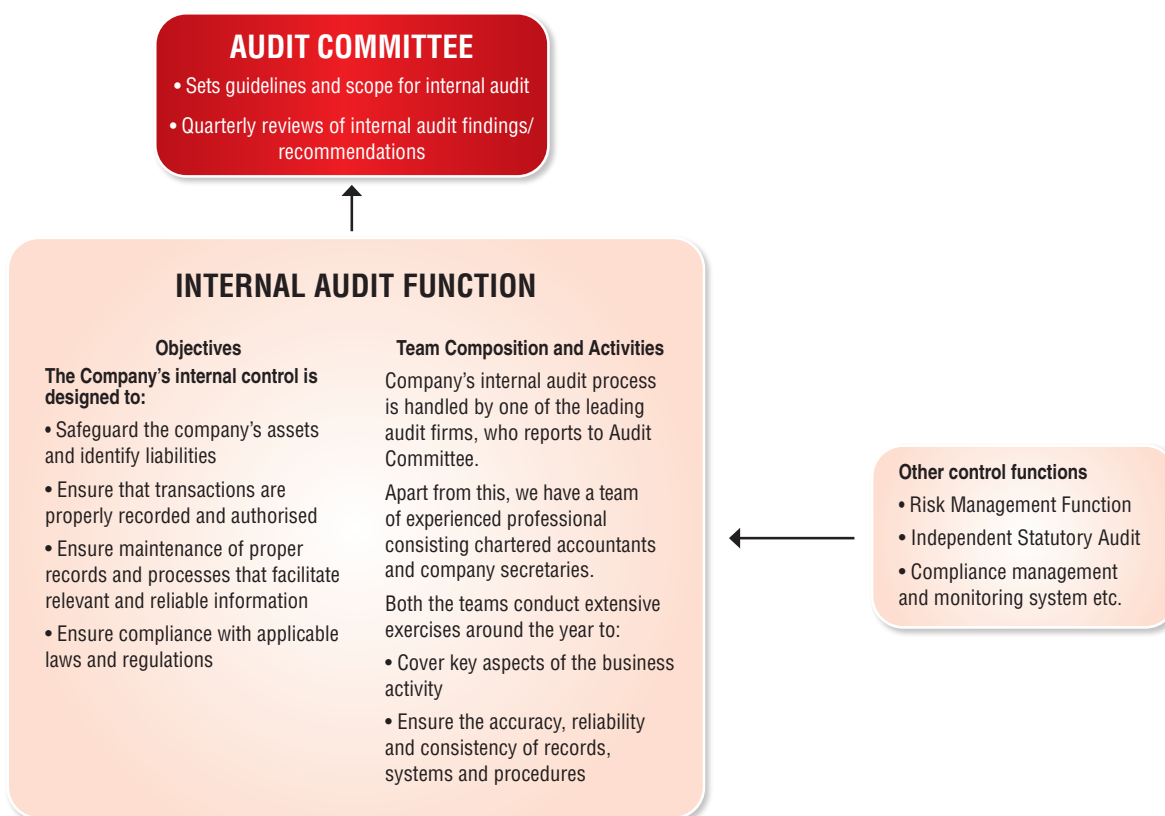 AUDIT COMMITTEE
• Sets guidelines and scope for internal audit
• Quarterly reviews of internal audit findings/
recommendations
INTERNAL AUDIT FUNCTION
Objectives
The Company's internal control is
designed to:
• Safeguard the company's assets
and identify liabilities
• Ensure that transactions are
properly recorded and authorised
• Ensure maintenance of proper
records and processes that facilitate
relevant and reliable information
• Ensure compliance with applicable
laws and regulations
Team Composition and Activities
Company's internal audit process
is handled by one of the leading
audit firms, who reports to Audit
Committee.
Apart from this, we have a team
of experienced professional
consisting chartered accountants
and company secretaries.
Both the teams conduct extensive
exercises around the year to:
• Cover key aspects of the business
activity
• Ensure the accuracy, reliability
and consistency of records,
systems and procedures
Other control functions
• Risk Management Function
• Independent Statutory Audit
• Compliance management
and monitoring system etc.